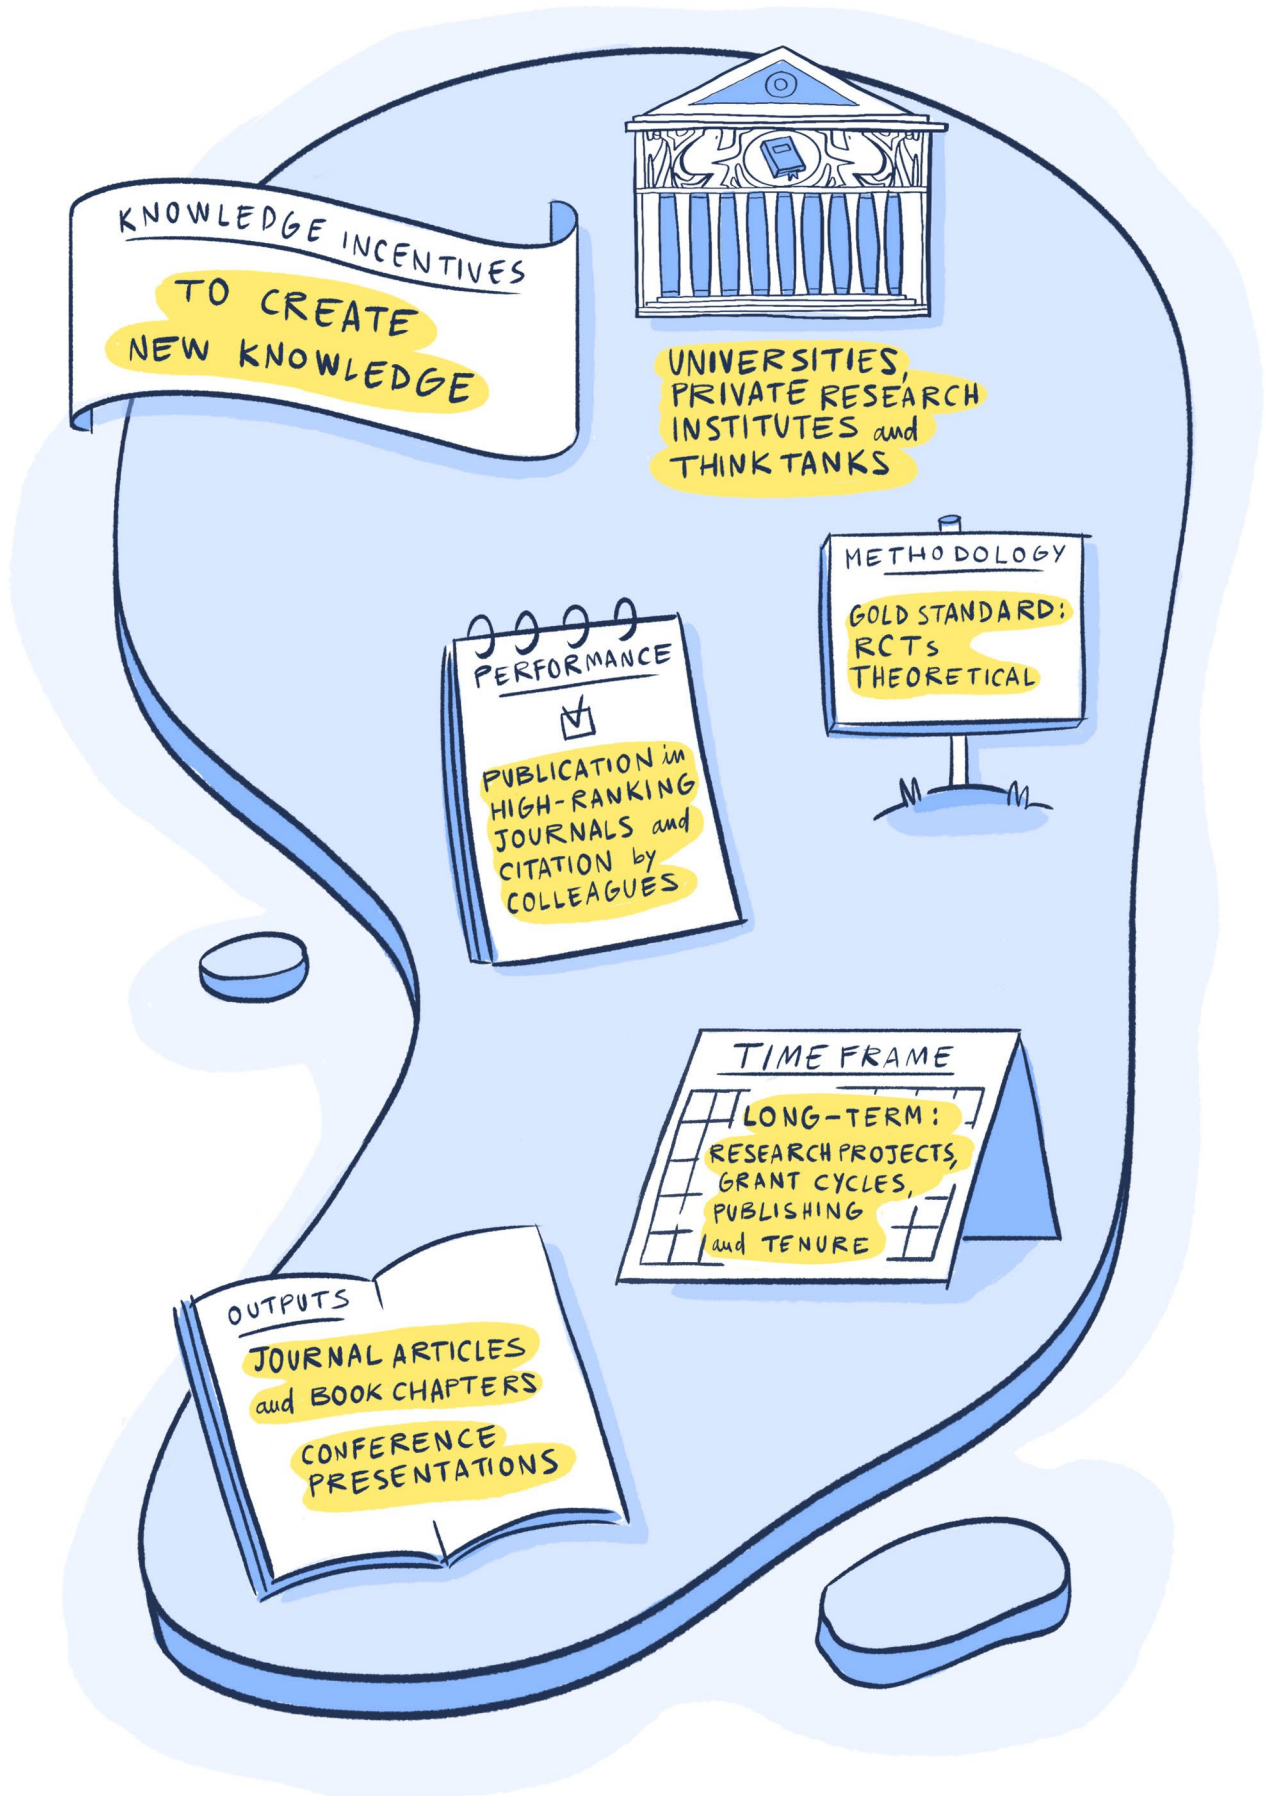 KNOWLEDGE INCENTIVES
TO CREATE
NEW KNOWLEDGE
UNIVERSITIES,
PRIVATE RESEARCH
INSTITUTES and
THINK TANKS
METHODOLOGY
GOLD STANDARD:
RCTs
THEORETICAL
PERFORMANCE
PUBLICATION in
HIGH-RANKING
JOURNALS and
CITATION by
COLLEAGUES
TIME FRAME
LONG-TERM:
RESEARCH PROJECTS,
GRANT CYCLES,
PUBLISHING
and TENURE
OUTPUTS
JOURNAL ARTICLES
and BOOK CHAPTERS
CONFERENCE
PRESENTATIONS